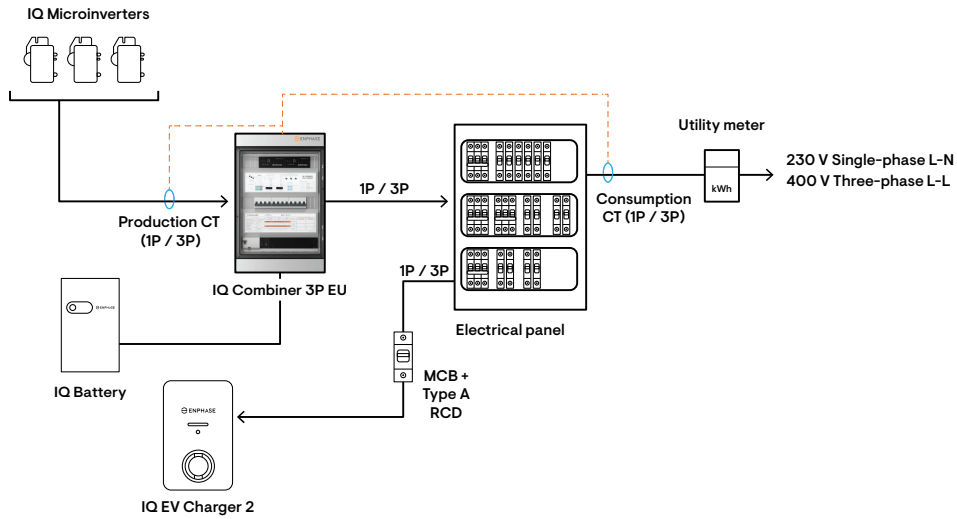 IQ Microinverters
ENPHASE
Utility meter
230 V Single-phase L-N
400 V Three-phase L-L
kWh
1P / 3P
Production CT
(1P / 3P)
Consumption
CT (1P / 3P)
IQ Combiner 3P EU
1P / 3P
Electrical panel
ENPHASE
IQ Battery
MCB +
Type A
RCD
ENPHASE
IQ EV Charger 2